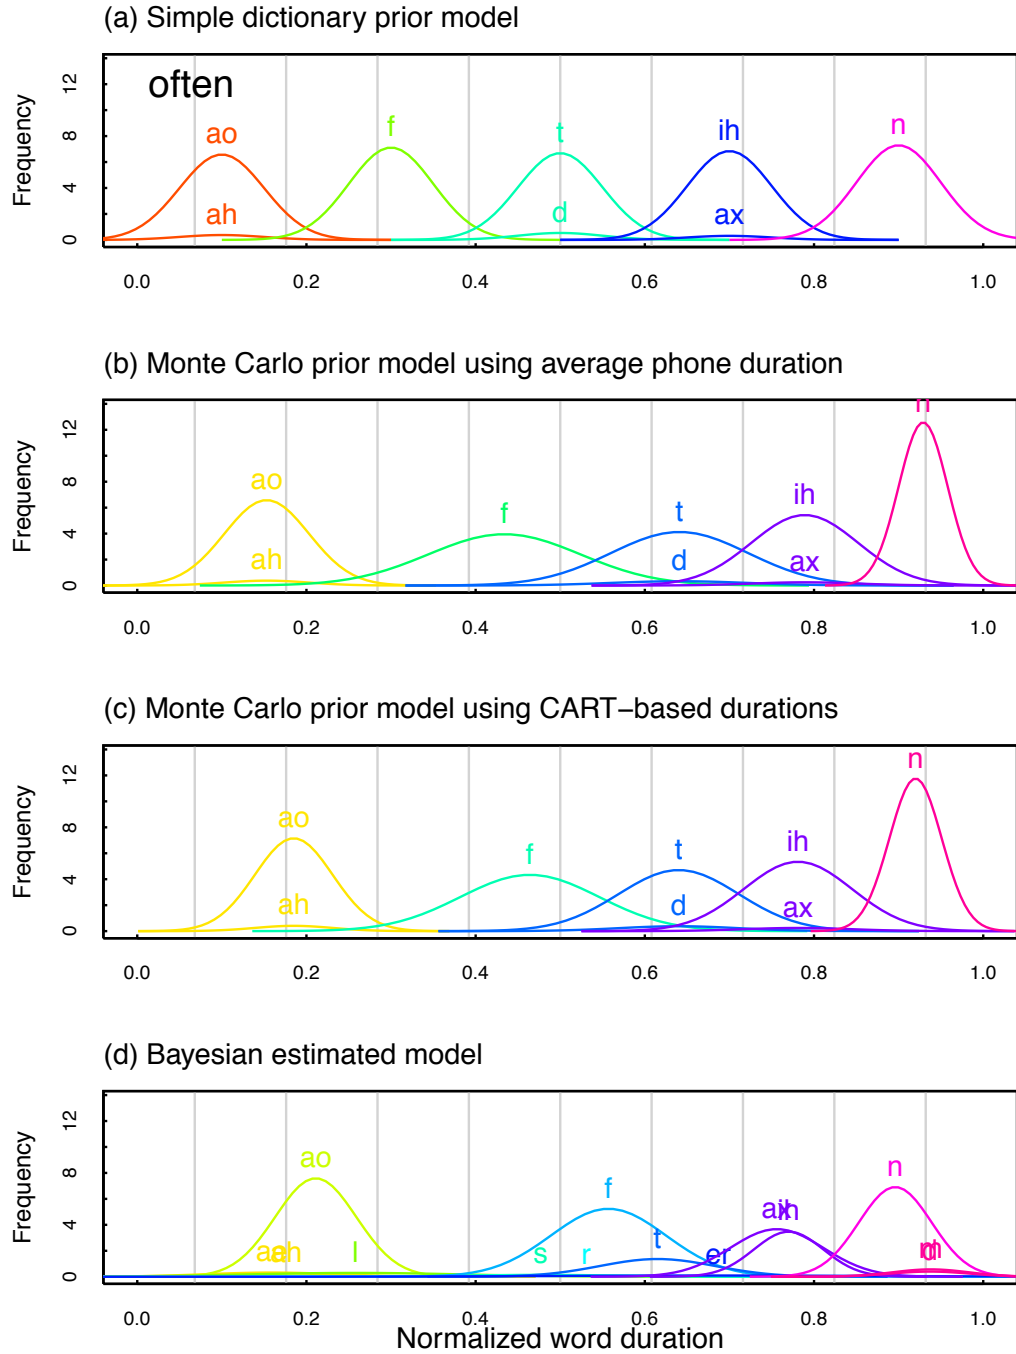 (a) Simple dictionary prior model
often
ao f t ih n
ah d ax
Frequency
0 4 8 12
0.0 0.2 0.4 0.6 0.8 1.0
(b) Monte Carlo prior model using average phone duration
n
ao f t ih
ah d ax
Frequency
0 4 8 12
0.0 0.2 0.4 0.6 0.8 1.0
(c) Monte Carlo prior model using CART−based durations
n
ao f t ih
ah d ax
Frequency
0 4 8 12
0.0 0.2 0.4 0.6 0.8 1.0
(d) Bayesian estimated model
ao f n
ax ih
ah l s r t er d
Frequency
0 4 8 12
0.0 0.2 0.4 0.6 0.8 1.0
Normalized word duration